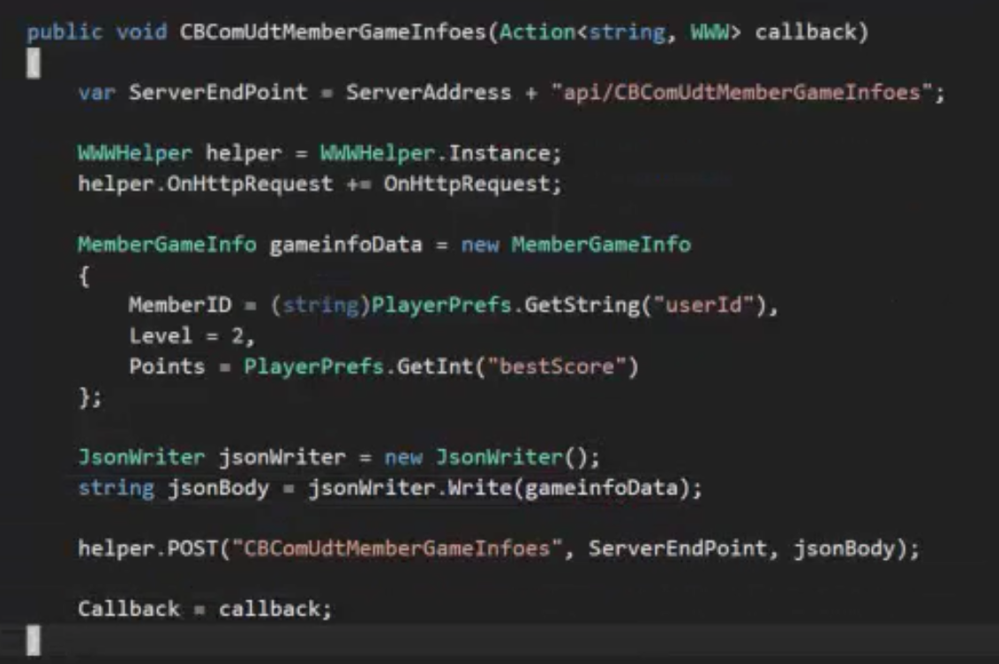 public void CBComUdtMemberGameInfoes(Action<string, WWW> callback)
{
var ServerEndPoint = ServerAddress + "api/CBComUdtMemberGameInfoes";
WWWHelper helper = WWWHelper.Instance;
helper.OnHttpRequest += OnHttpRequest;
MemberGameInfo gameinfoData = new MemberGameInfo
{
MemberID = (string)PlayerPrefs.GetString("userId"),
Level = 2,
Points = PlayerPrefs.GetInt("bestScore")
};
JsonWriter jsonWriter = new JsonWriter();
string jsonBody = jsonWriter.Write(gameinfoData);
helper.POST("CBComUdtMemberGameInfoes", ServerEndPoint, jsonBody);
Callback = callback;
}